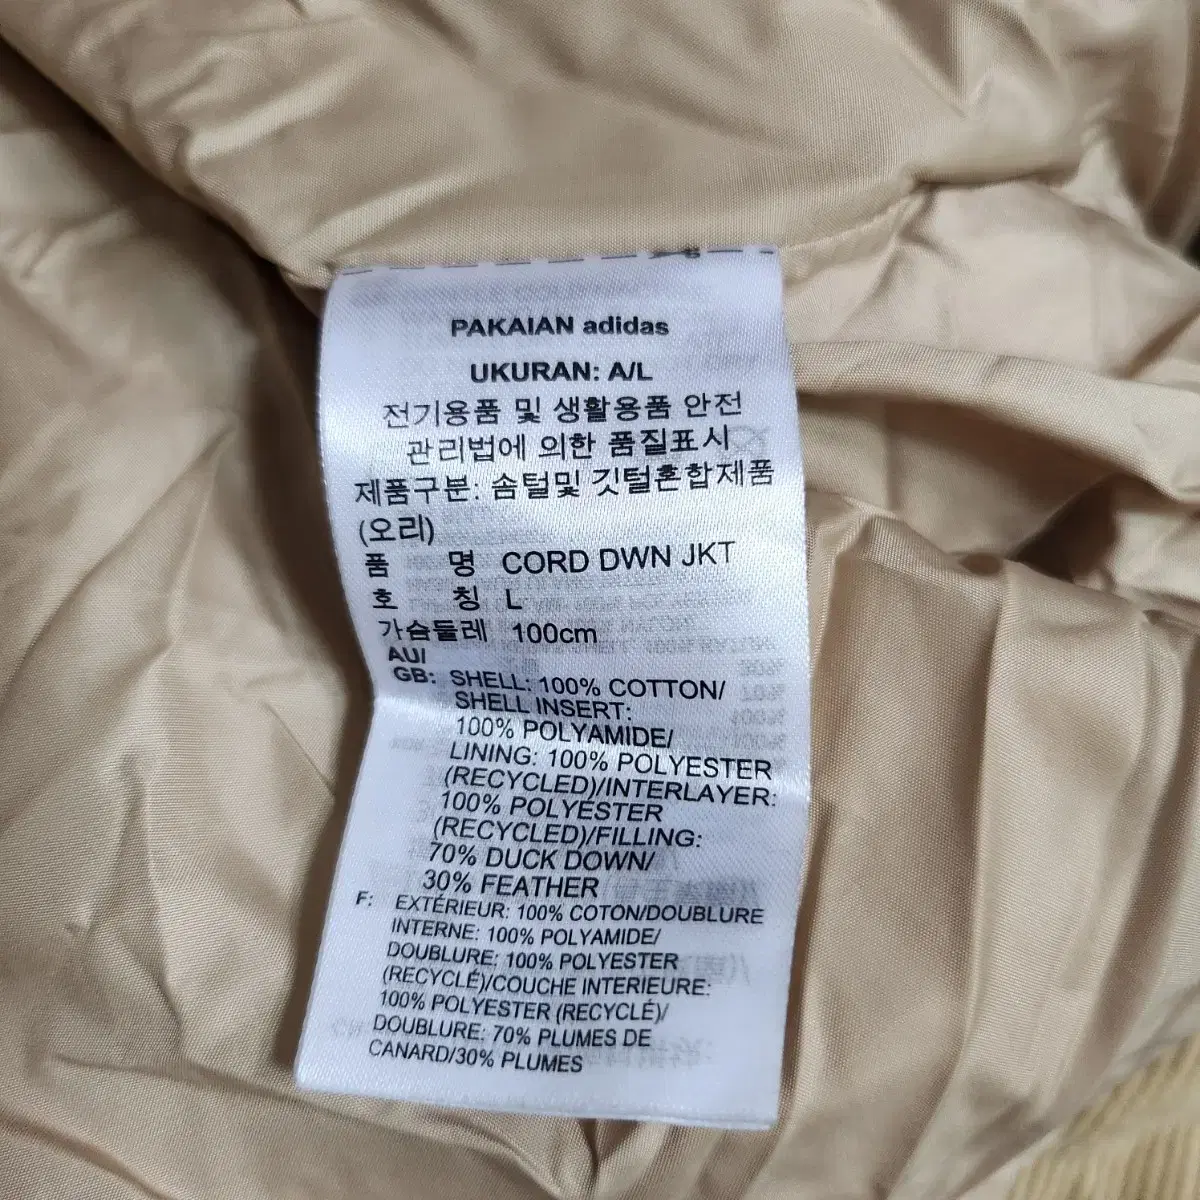 PAKAIAN adidas
UKURAN: A/L
전기용품 및 생활용품 안전
관리법에 의한 품질표시
제품구분: 솜털및 깃털혼합제품
(오리)
품 명 CORD DWN JKT
호 칭 L
가슴둘레 100cm
AU/
GB: SHELL: 100% COTTON/
SHELL INSERT:
100% POLYAMIDE/
LINING: 100% POLYESTER
(RECYCLED)/INTERLAYER:
100% POLYESTER
(RECYCLED)/FILLING:
70% DUCK DOWN/
30% FEATHER
F: EXTÉRIEUR: 100% COTON/DOUBLURE
INTERNE: 100% POLYAMIDE/
DOUBLURE: 100% POLYESTER
(RECYCLÉ)/COUCHE INTERIEURE:
100% POLYESTER (RECYCLÉ)/
DOUBLURE: 70% PLUMES DE
CANARD/30% PLUMES